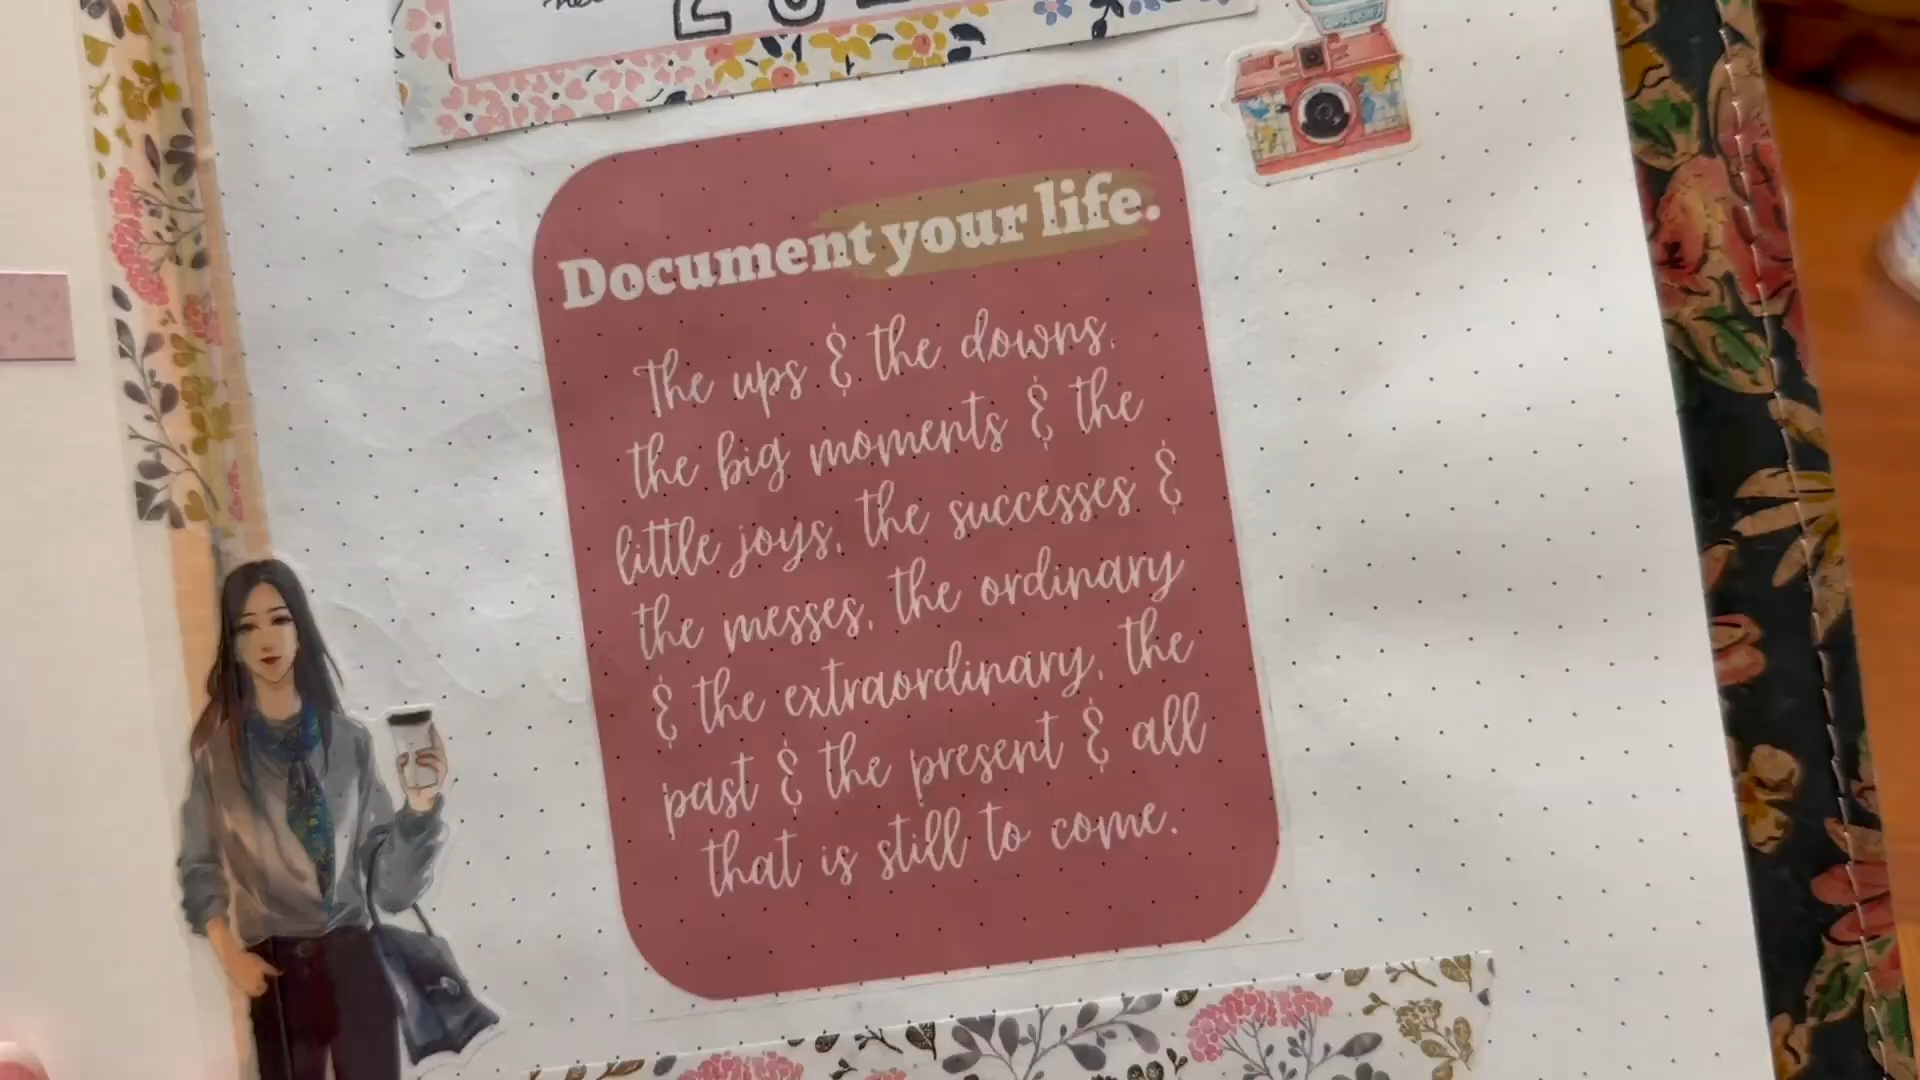 Document your life.
The ups & the downs,
the big moments & the
little joys, the successes &
the messes, the ordinary
& the extraordinary, the
past & the present & all
that is still to come.